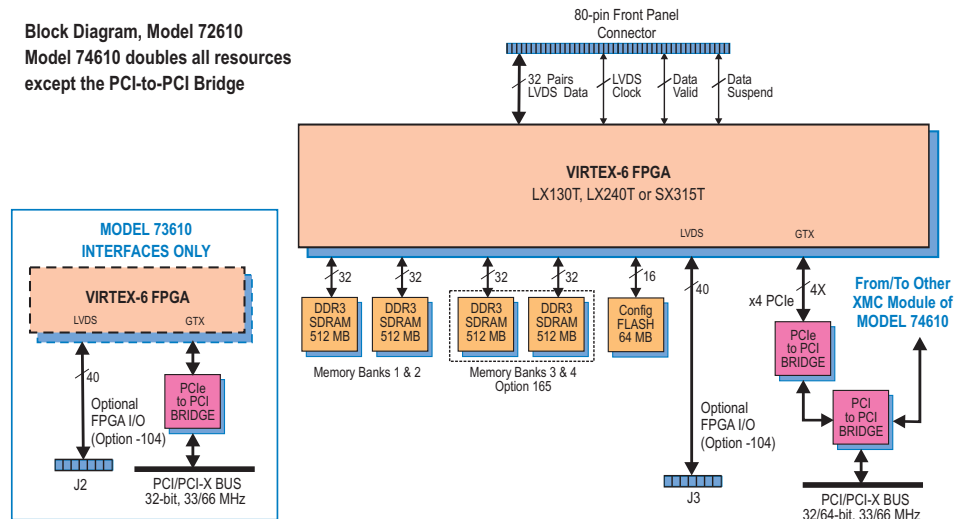 Block Diagram, Model 72610
Model 74610 doubles all resources
except the PCI-to-PCI Bridge
80-pin Front Panel
Connector
32 Pairs
LVDS Data
LVDS
Clock
Data
Valid
Data
Suspend
VIRTEX-6 FPGA
LX130T, LX240T or SX315T
LVDS
GTX
32
32
32
32
16
40
4X
x4 PCIe
DDR3
SDRAM
512 MB
DDR3
SDRAM
512 MB
DDR3
SDRAM
512 MB
DDR3
SDRAM
512 MB
Config
FLASH
64 MB
Memory Banks 1 & 2
Memory Banks 3 & 4
Option 165
Optional
FPGA I/O
(Option -104)
J3
PCIe
to PCI
BRIDGE
PCI
to PCI
BRIDGE
From/To Other
XMC Module of
MODEL 74610
PCI/PCI-X BUS
32/64-bit, 33/66 MHz
MODEL 73610
INTERFACES ONLY
VIRTEX-6 FPGA
LVDS
GTX
40
Optional
FPGA I/O
(Option -104)
PCIe
to PCI
BRIDGE
J2
PCI/PCI-X BUS
32-bit, 33/66 MHz